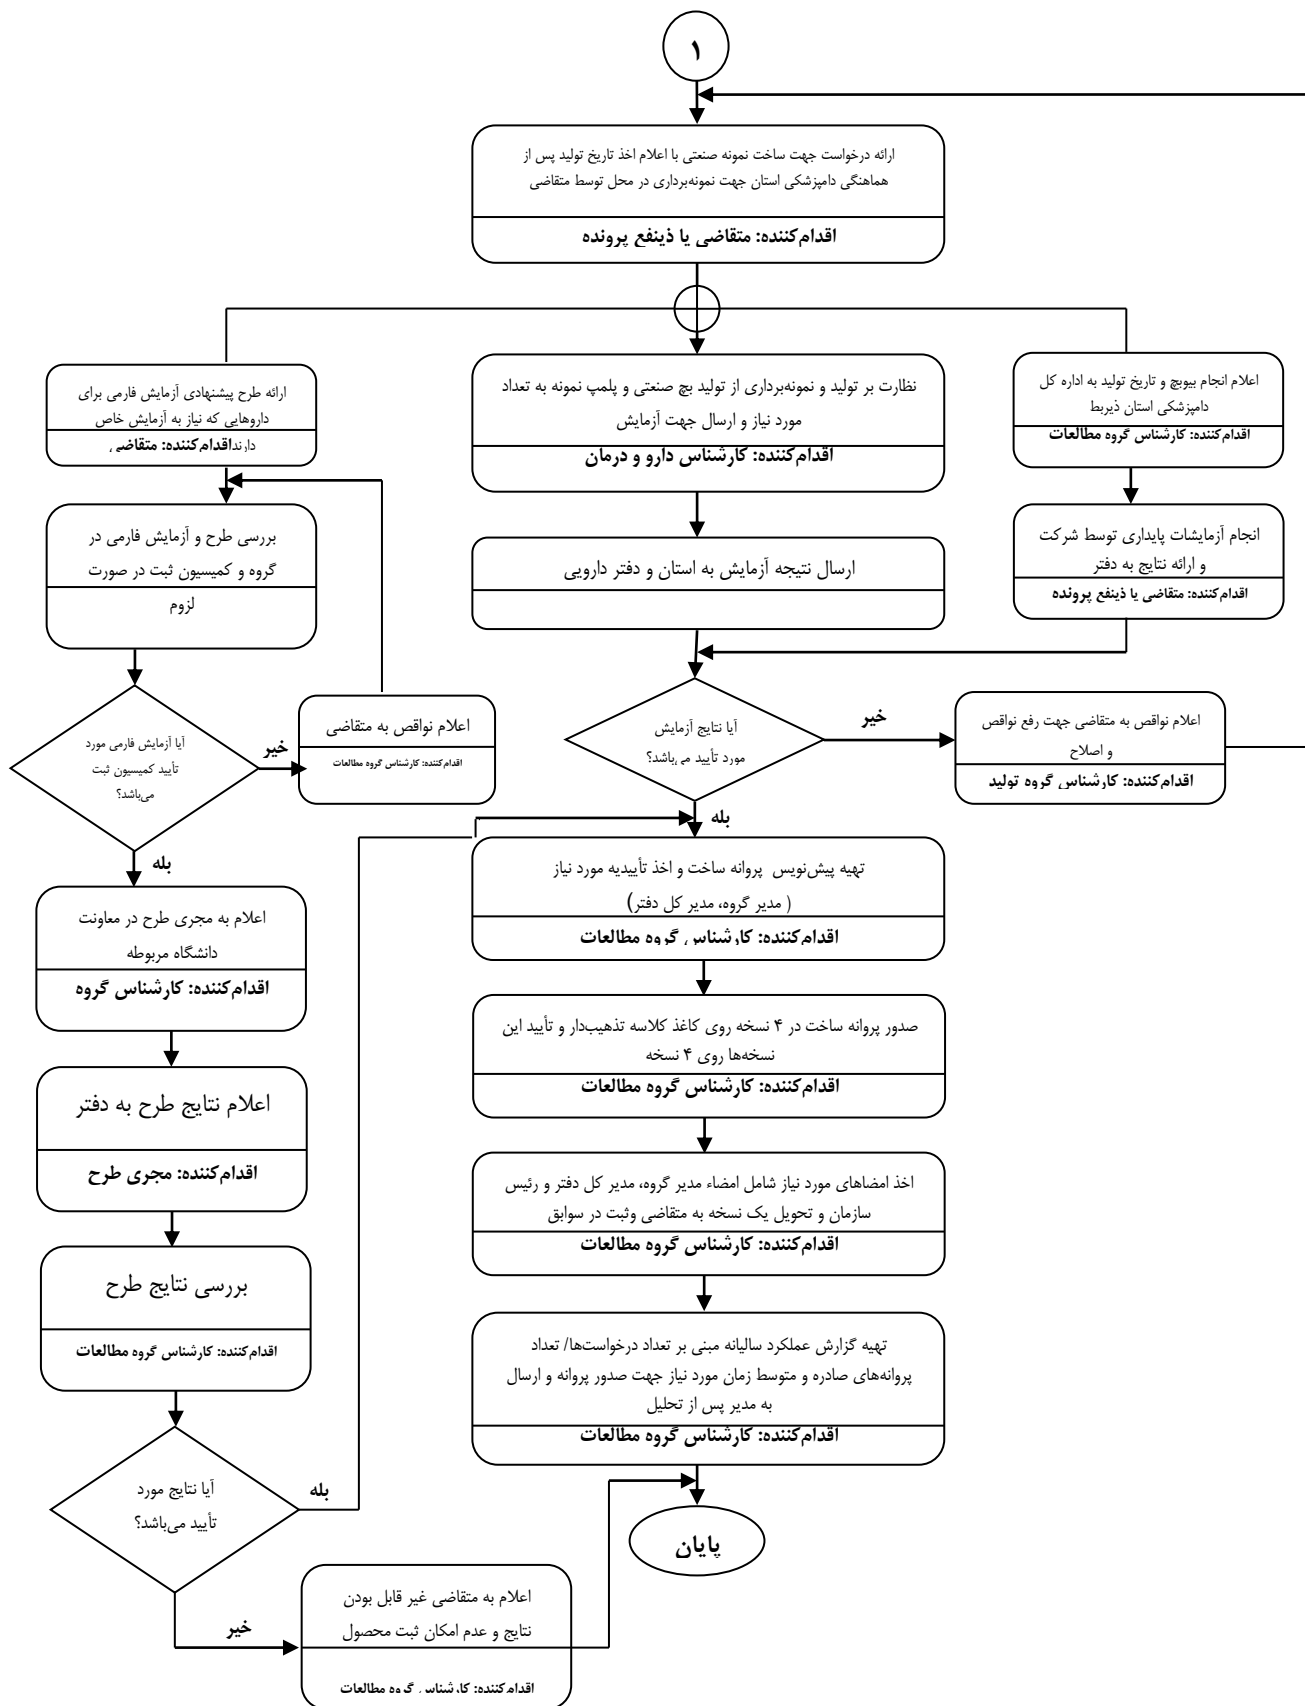 ۱
ارائه درخواست جهت ساخت نمونه صنعتی با اعلام اخذ تاریخ تولید پس از
هماهنگی دامپزشکی استان جهت نمونه‌برداری در محل توسط متقاضی
اقدام‌کننده: متقاضی یا ذینفع پرونده
اعلام انجام بیوبچ و تاریخ تولید به اداره کل
دامپزشکی استان ذیربط
اقدام‌کننده: کارشناس گروه مطالعات
انجام آزمایشات پایداری توسط شرکت
و ارائه نتایج به دفتر
اقدام‌کننده: متقاضی یا ذینفع پرونده
نظارت بر تولید و نمونه‌برداری از تولید بچ صنعتی و پلمپ نمونه به تعداد
مورد نیاز و ارسال جهت آزمایش
اقدام‌کننده: کارشناس دارو و درمان
ارسال نتیجه آزمایش به استان و دفتر دارویی
آیا نتایج آزمایش
مورد تأیید می‌باشد؟
خیر
اعلام نواقص به متقاضی جهت رفع نواقص
و اصلاح
اقدام‌کننده: کارشناس گروه تولید
بله
تهیه پیش‌نویس پروانه ساخت و اخذ تأییدیه مورد نیاز
( مدیر گروه، مدیر کل دفتر)
اقدام‌کننده: کارشناس گروه مطالعات
صدور پروانه ساخت در ۴ نسخه روی کاغذ کلاسه تذهیب‌دار و تأیید این
نسخه‌ها روی ۴ نسخه
اقدام‌کننده: کارشناس گروه مطالعات
اخذ امضاهای مورد نیاز شامل امضاء مدیر گروه، مدیر کل دفتر و رئیس
سازمان و تحویل یک نسخه به متقاضی وثبت در سوابق
اقدام‌کننده: کارشناس گروه مطالعات
تهیه گزارش عملکرد سالیانه مبنی بر تعداد درخواست‌ها/ تعداد
پروانه‌های صادره و متوسط زمان مورد نیاز جهت صدور پروانه و ارسال
به مدیر پس از تحلیل
اقدام‌کننده: کارشناس گروه مطالعات
پایان
ارائه طرح پیشنهادی آزمایش فارمی برای
داروهایی که نیاز به آزمایش خاص
دارنداقدام‌کننده: متقاضی
بررسی طرح و آزمایش فارمی در
گروه و کمیسیون ثبت در صورت
لزوم
آیا آزمایش فارمی مورد
تأیید کمیسیون ثبت
می‌باشد؟
خیر
اعلام نواقص به متقاضی
اقدام‌کننده: کارشناس گروه مطالعات
بله
اعلام به مجری طرح در معاونت
دانشگاه مربوطه
اقدام‌کننده: کارشناس گروه
اعلام نتایج طرح به دفتر
اقدام‌کننده: مجری طرح
بررسی نتایج طرح
اقدام‌کننده: کارشناس گروه مطالعات
آیا نتایج مورد
تأیید می‌باشد؟
بله
خیر
اعلام به متقاضی غیر قابل بودن
نتایج و عدم امکان ثبت محصول
اقدام‌کننده: کارشناس گروه مطالعات